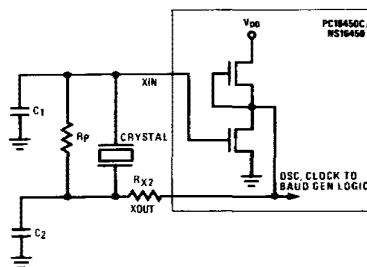 VDD
PC16450C,
NS16450
XIN
C1
RP
CRYSTAL
RX2
XOUT
OSC, CLOCK TO
BAUD GEN LOGIC
C2